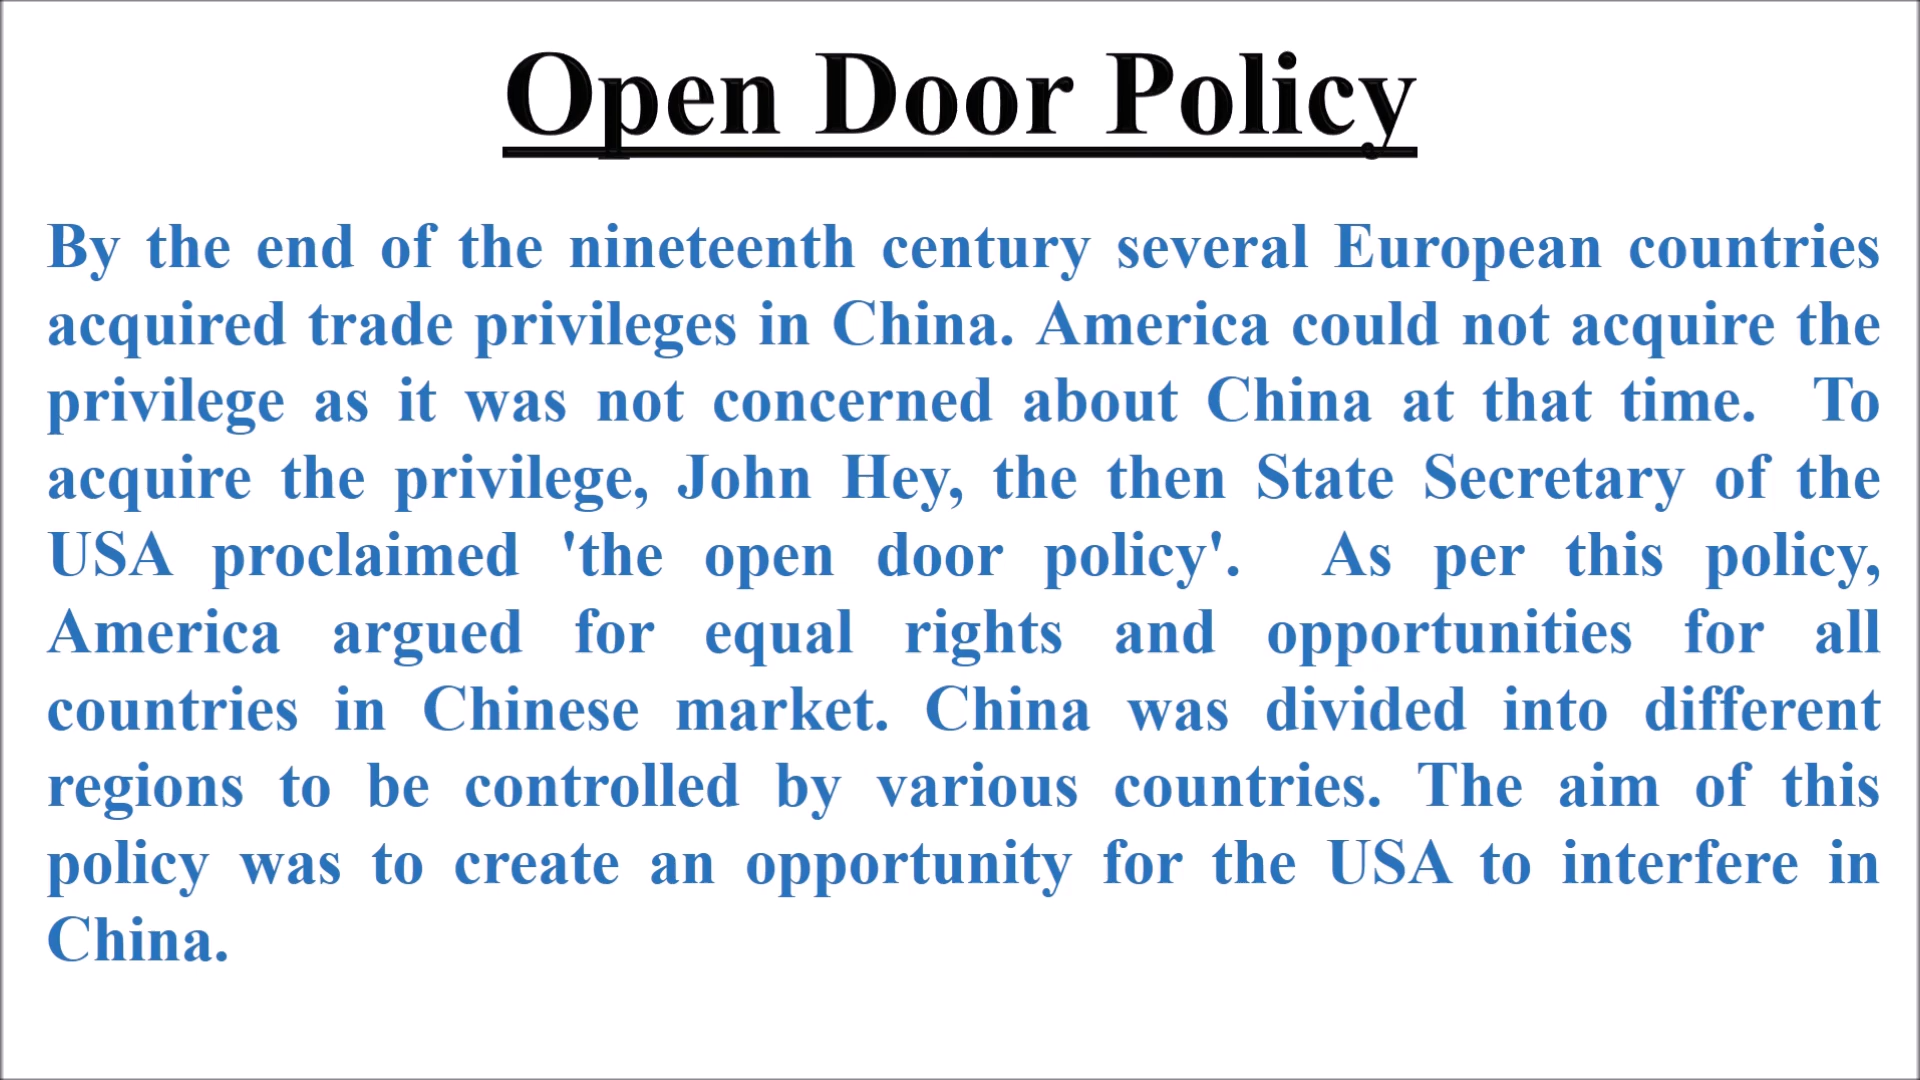 Open Door Policy
By the end of the nineteenth century several European countries
acquired trade privileges in China. America could not acquire the
privilege as it was not concerned about China at that time. To
acquire the privilege, John Hey, the then State Secretary of the
USA proclaimed 'the open door policy'. As per this policy,
America argued for equal rights and opportunities for all
countries in Chinese market. China was divided into different
regions to be controlled by various countries. The aim of this
policy was to create an opportunity for the USA to interfere in
China.